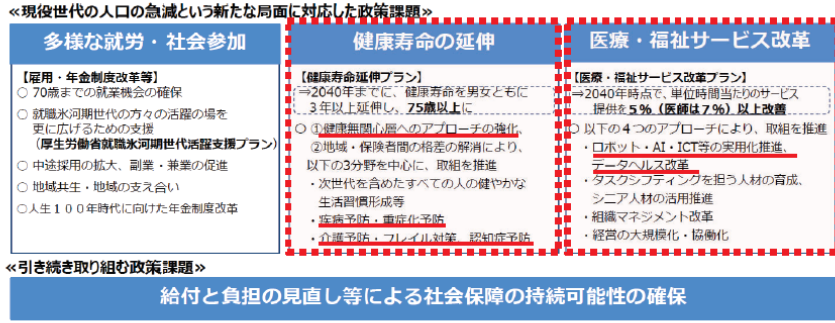 ≪現役世代の人口の急減という新たな局面に対応した政策課題≫
多様な就労・社会参加
【雇用・年金制度改革等】
○ 70歳までの就業機会の確保
○ 就職氷河期世代の方々の活躍の場を
更に広げるための支援
(厚生労働省就職氷河期世代活躍支援プラン)
○ 中途採用の拡大、副業・兼業の促進
○ 地域共生・地域の支え合い
○ 人生100年時代に向けた年金制度改革
健康寿命の延伸
【健康寿命延伸プラン】
⇒2040年までに、健康寿命を男女ともに
3年以上延伸し、75歳以上に
○ ①健康無関心層へのアプローチの強化、
②地域・保険者間の格差の解消により、
以下の3分野を中心に、取組を推進
・次世代を含めたすべての人の健やかな
生活習慣形成等
・疾病予防・重症化予防
・介護予防・フレイル対策、認知症予防
医療・福祉サービス改革
【医療・福祉サービス改革プラン】
⇒2040年時点で、単位時間当たりのサービス
提供を5%(医師は7%)以上改善
○ 以下の4つのアプローチにより、取組を推進
・ロボット・AI・ICT等の実用化推進、
データヘルス改革
・タスクシフティングを担う人材の育成、
シニア人材の活用推進
・組織マネジメント改革
・経営の大規模化・協働化
≪引き続き取り組む政策課題≫
給付と負担の見直し等による社会保障の持続可能性の確保